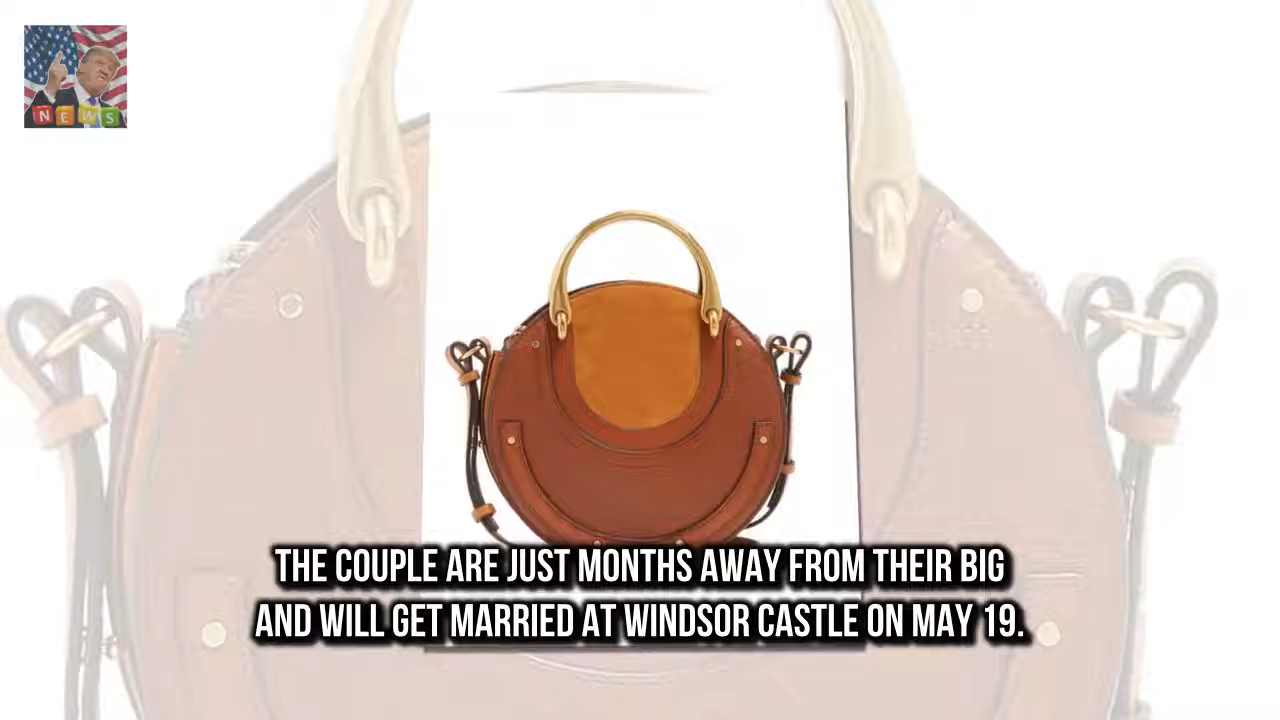 NEWS
THE COUPLE ARE JUST MONTHS AWAY FROM THEIR BIG
AND WILL GET MARRIED AT WINDSOR CASTLE ON MAY 19.